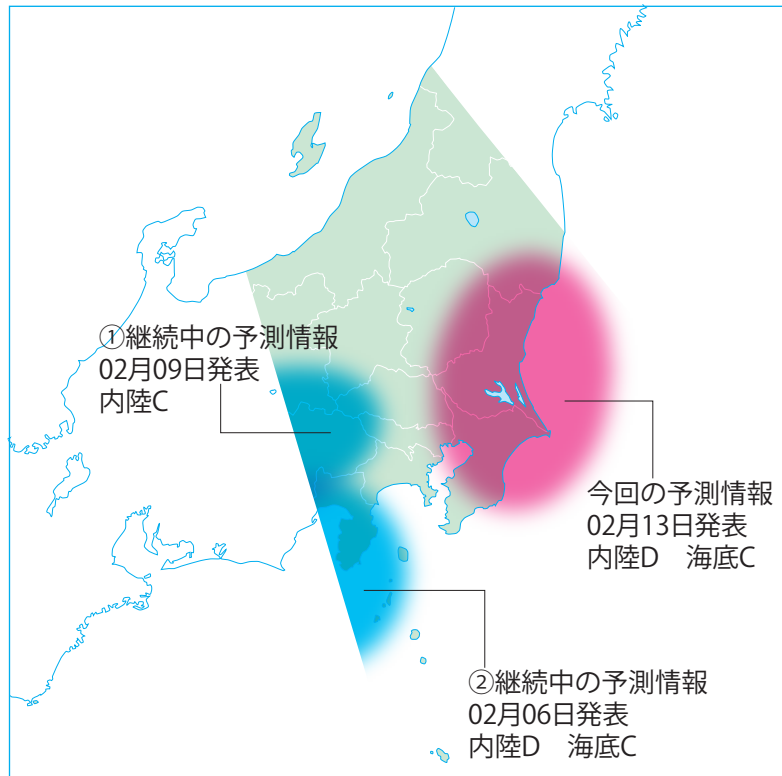 ①継続中の予測情報
02月09日発表
内陸C
今回の予測情報
02月13日発表
内陸D　海底C
②継続中の予測情報
02月06日発表
内陸D　海底C